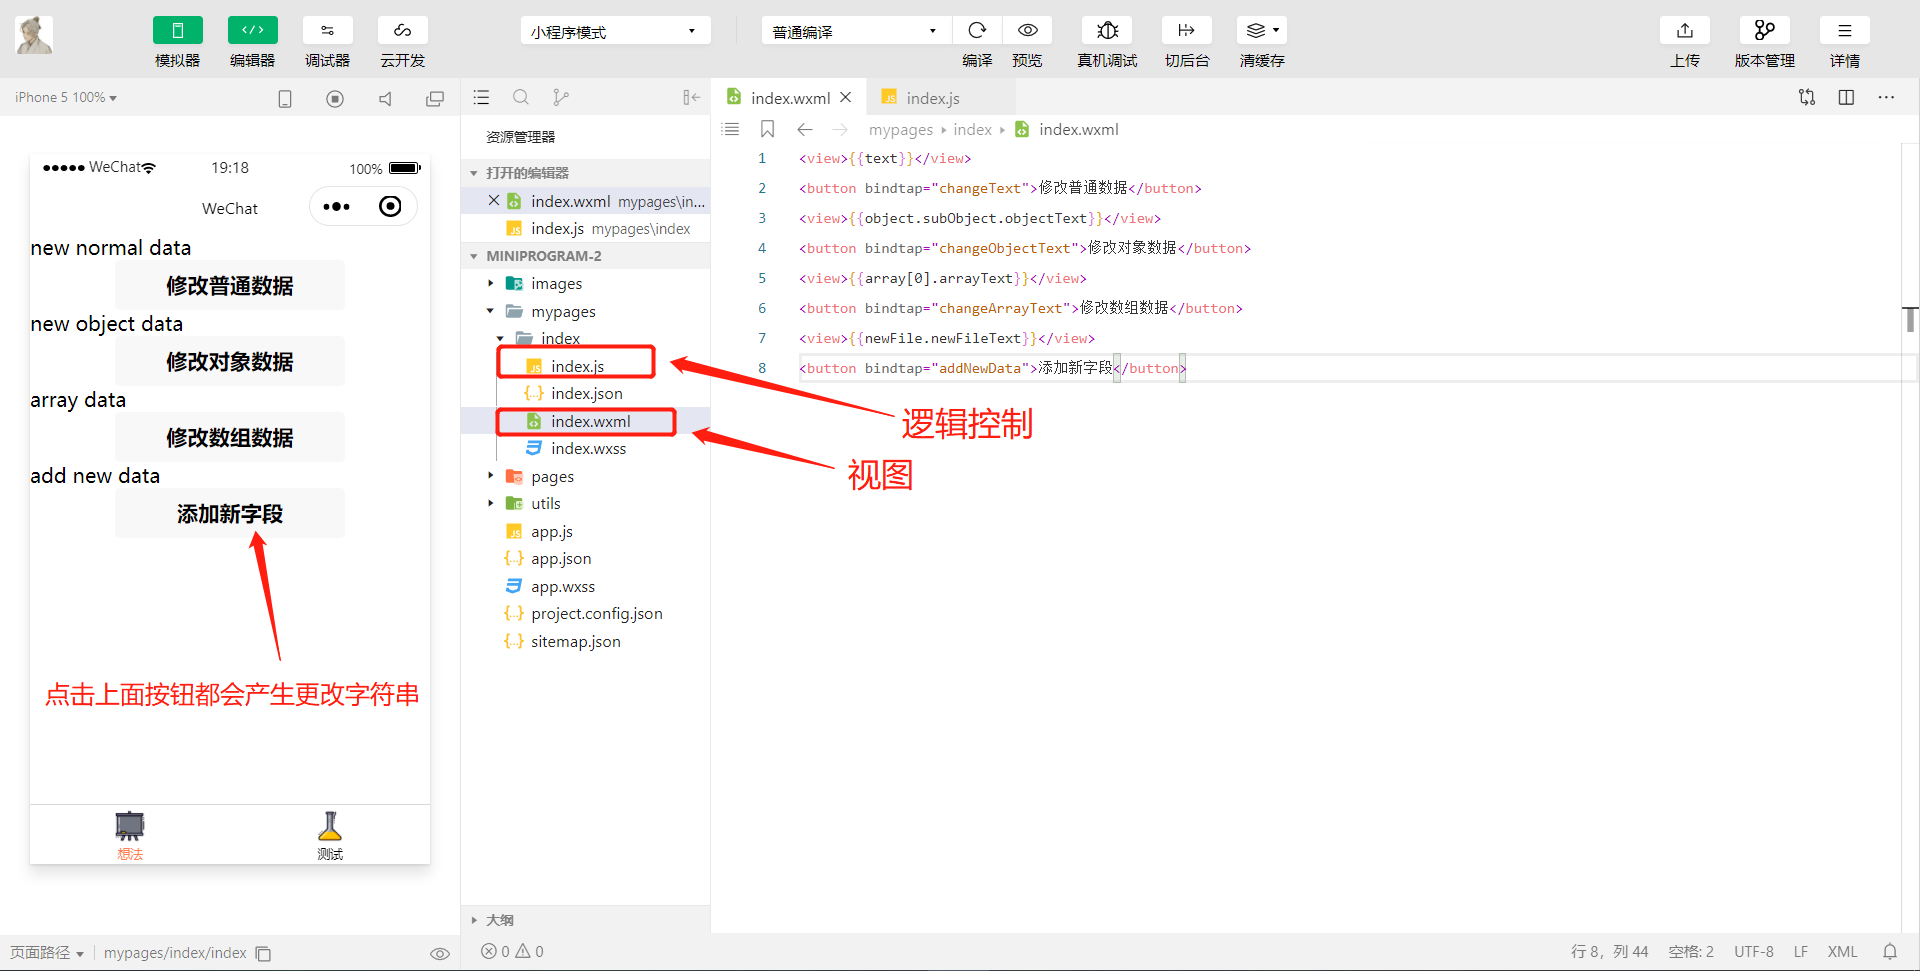 模拟器
编辑器
调试器
云开发
小程序模式
普通编译
编译
预览
真机调试
切后台
清缓存
上传
版本管理
详情
iPhone 5 100%
WeChat
19:18
100%
WeChat
new normal data
修改普通数据
new object data
修改对象数据
array data
修改数组数据
add new data
添加新字段
点击上面按钮都会产生更改字符串
想法
测试
页面路径
mypages/index/index
资源管理器
打开的编辑器
index.wxml mypages\in...
index.js mypages\index
MINIPROGRAM-2
images
mypages
index
index.js
index.json
index.wxml
index.wxss
pages
utils
app.js
app.json
app.wxss
project.config.json
sitemap.json
大纲
0 0
逻辑控制
视图
index.wxml
index.js
mypages index index.wxml
1 <view>{{text}}</view>
2 <button bindtap="changeText">修改普通数据</button>
3 <view>{{object.subObject.objectText}}</view>
4 <button bindtap="changeObjectText">修改对象数据</button>
5 <view>{{array[0].arrayText}}</view>
6 <button bindtap="changeArrayText">修改数组数据</button>
7 <view>{{newFile.newFileText}}</view>
8 <button bindtap="addNewData">添加新字段</button>
行 8，列 44
空格: 2
UTF-8
LF
XML